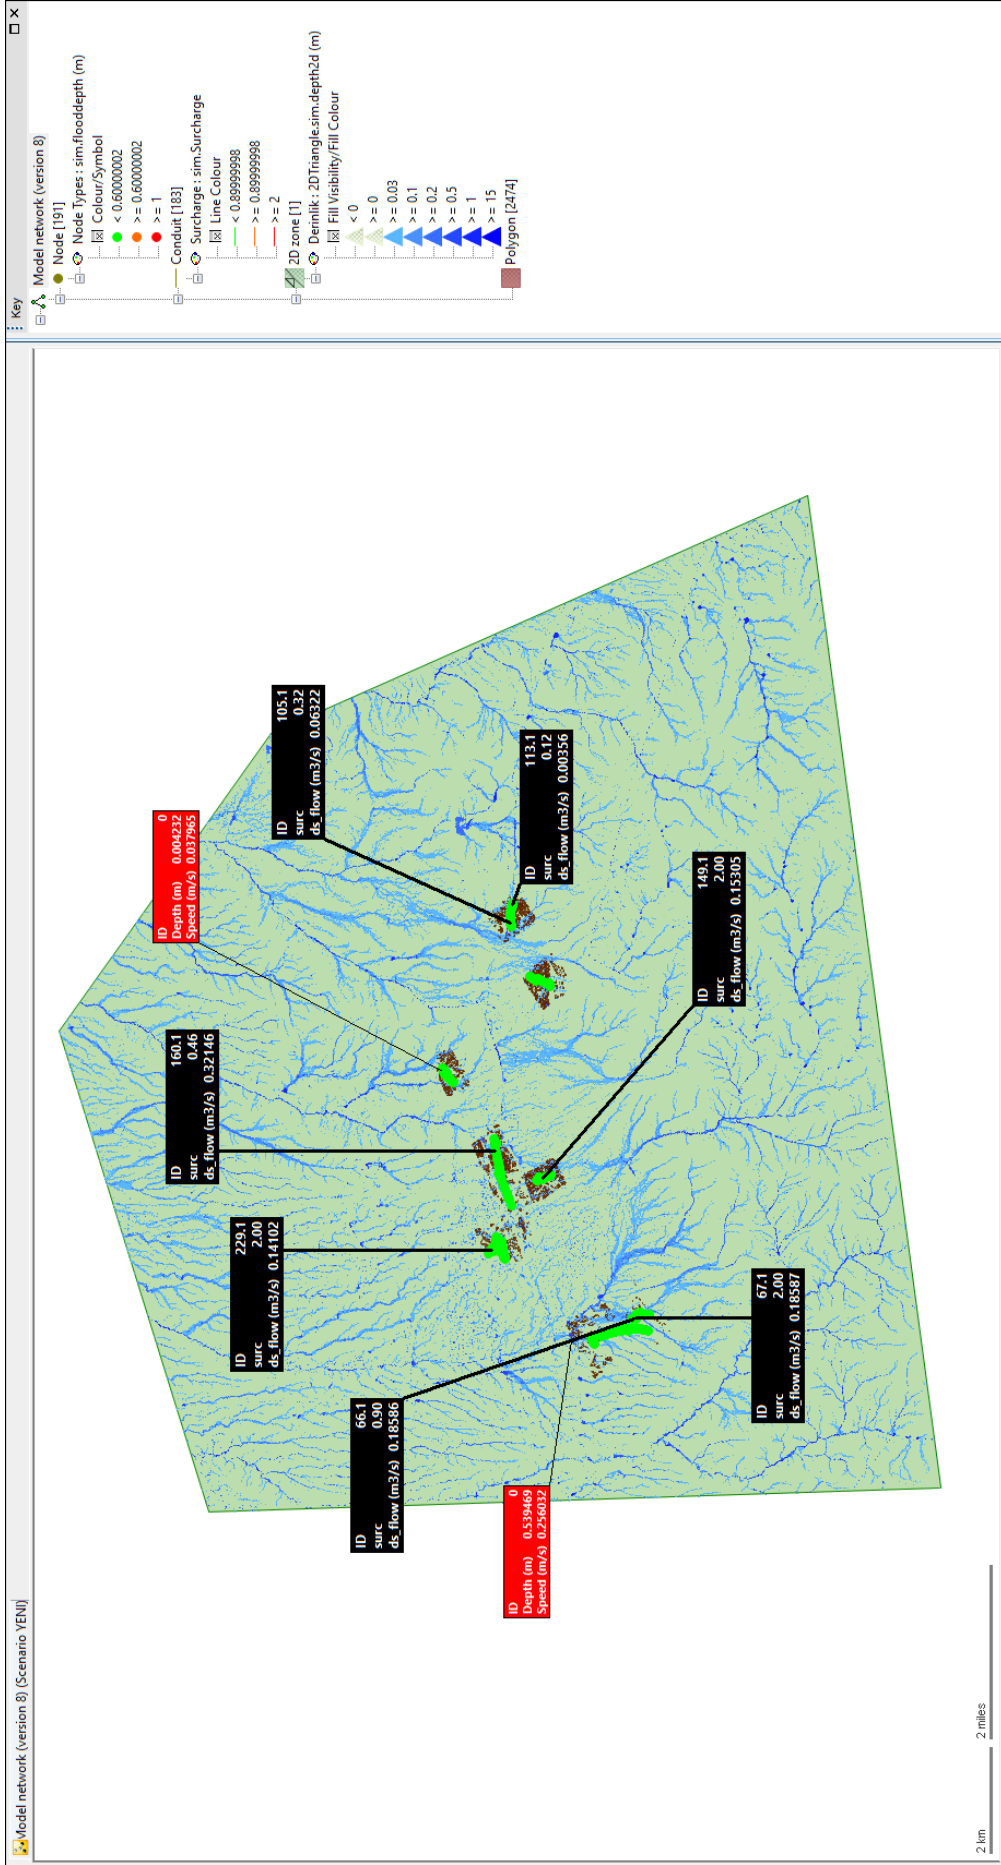 Model network (version 8) (Scenario YENI)
Key
Model network (version 8)
Node [191]
Node Types : sim.flooddepth (m)
Colour/Symbol
< 0.60000002
>= 0.60000002
>= 1
Conduit [183]
Surcharge : sim.Surcharge
Line Colour
< 0.89999998
>= 0.89999998
>= 2
2D zone [1]
Derinlik : 2DTriangle.sim.depth2d (m)
Fill Visibility/Fill Colour
< 0
>= 0
>= 0.03
>= 0.1
>= 0.2
>= 0.5
>= 1
>= 15
Polygon [2474]
ID 0
Depth (m) 0.004232
Speed (m/s) 0.037965
ID 160.1
surc 0.46
ds_flow (m3/s) 0.32146
ID 229.1
surc 2.00
ds_flow (m3/s) 0.14102
ID 105.1
surc 0.32
ds_flow (m3/s) 0.06322
ID 66.1
surc 0.90
ds_flow (m3/s) 0.18586
ID 0
Depth (m) 0.539469
Speed (m/s) 0.256032
ID 113.1
surc 0.12
ds_flow (m3/s) 0.00356
ID 149.1
surc 2.00
ds_flow (m3/s) 0.15305
ID 67.1
surc 2.00
ds_flow (m3/s) 0.18587
2 km
2 miles